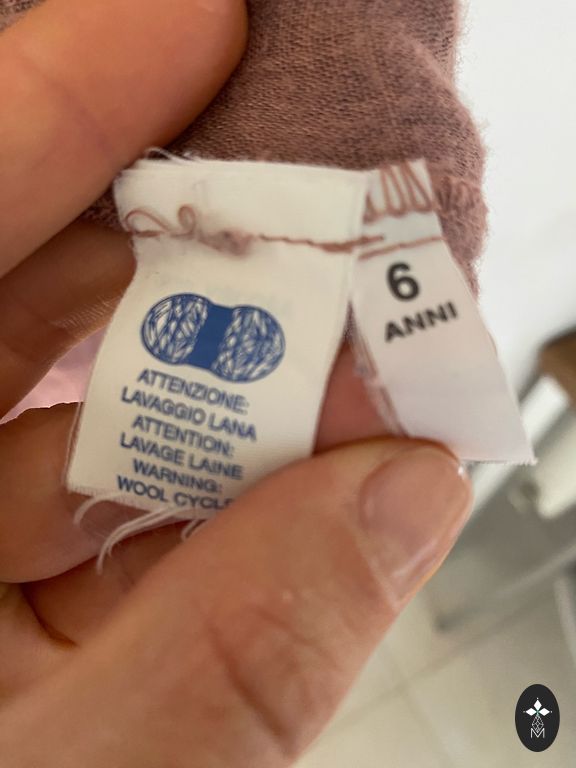 ATTENZIONE:
LAVAGGIO LANA
ATTENTION:
LAVAGE LAINE
WARNING:
WOOL CYCLE
6
ANNI
M